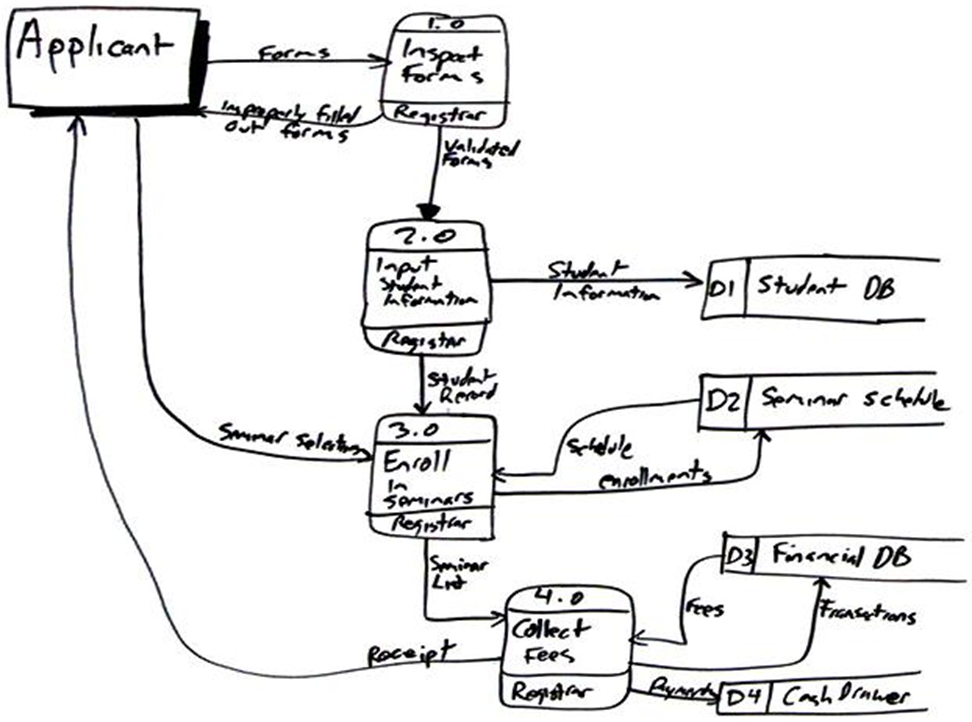 Applicant
Forms
1.0
Inspect
Forms
Registrar
Improperly filled
out forms
Validated
Forms
2.0
Input
Student
Information
Registrar
Student
Information
D1 Student DB
Student
Record
D2 Seminar schedule
3.0
Enroll
In
Seminars
Registrar
Seminar Selection
Schedule
enrollments
Seminar
List
D3 Financial DB
4.0
Collect
Fees
Registrar
Fees
Transactions
Receipt
Payments
D4 Cash Drawer